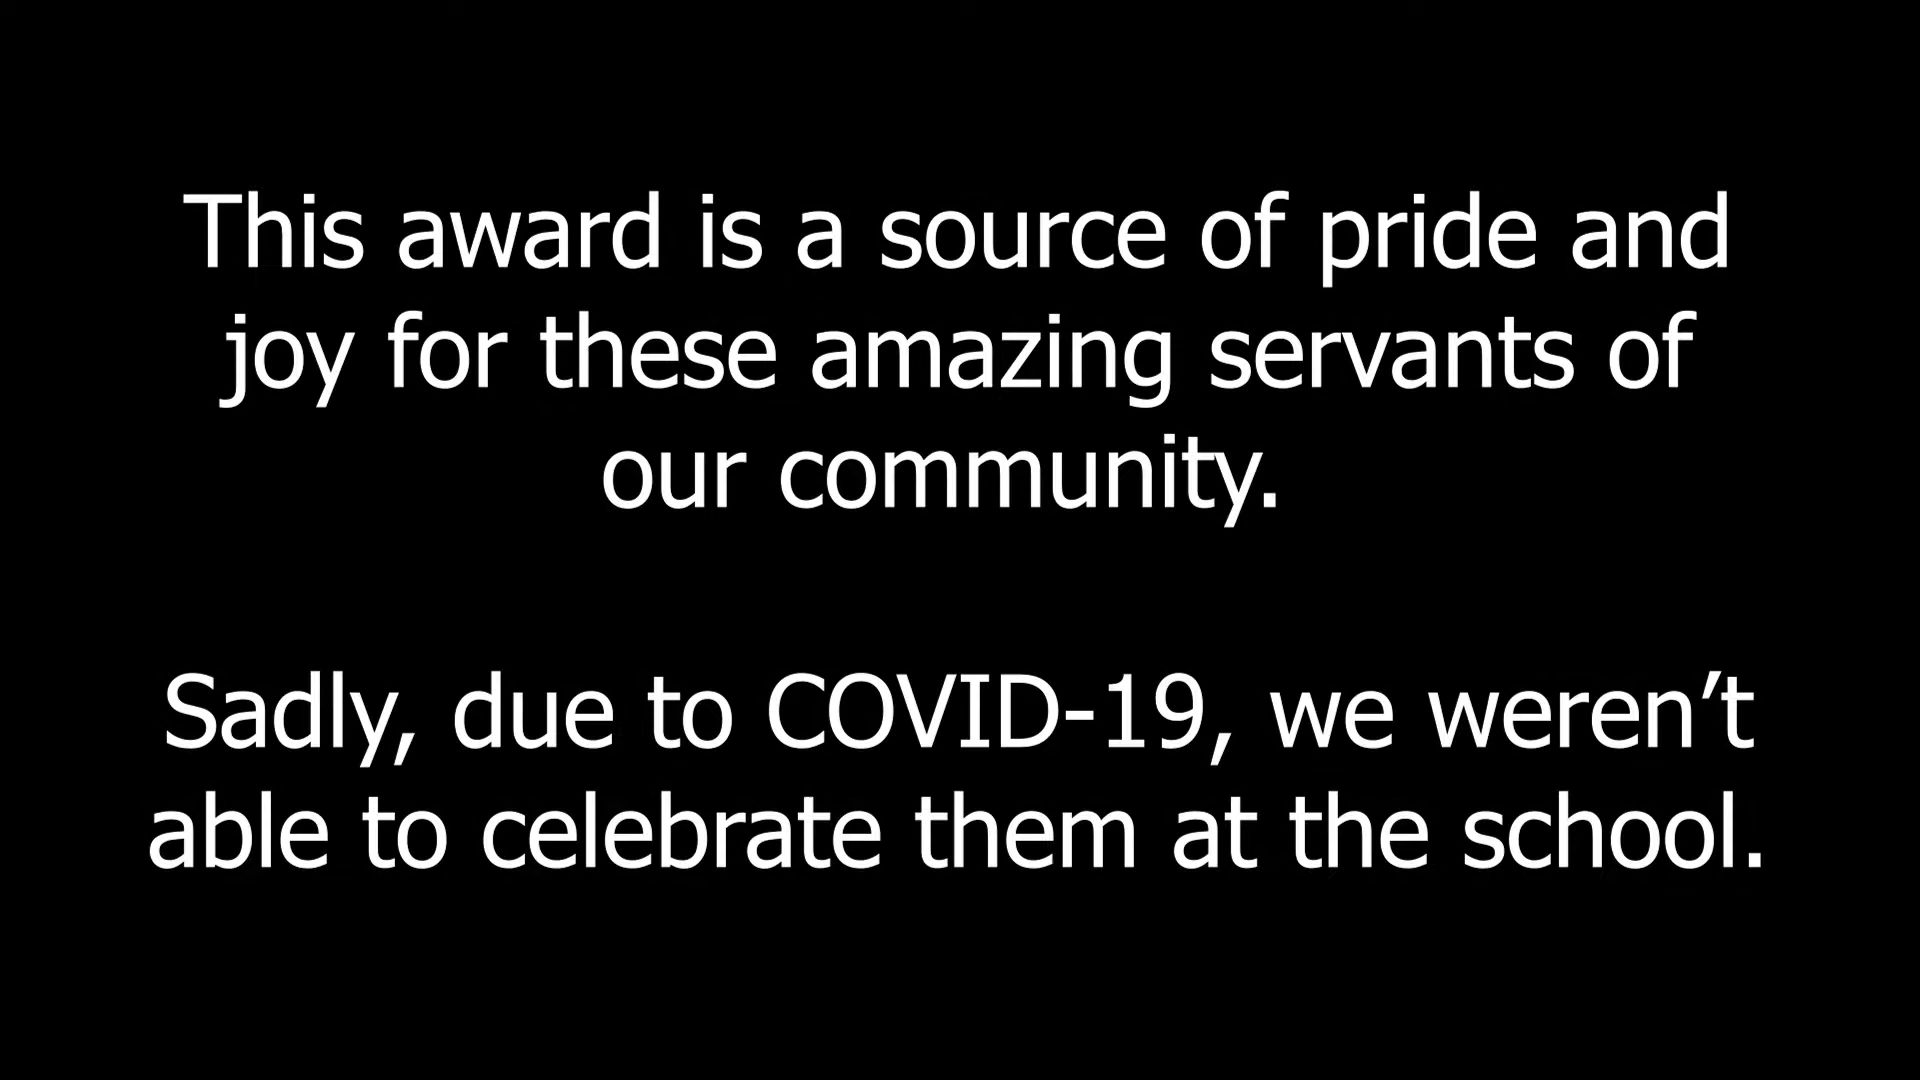 This award is a source of pride and
joy for these amazing servants of
our community.
Sadly, due to COVID-19, we weren’t
able to celebrate them at the school.